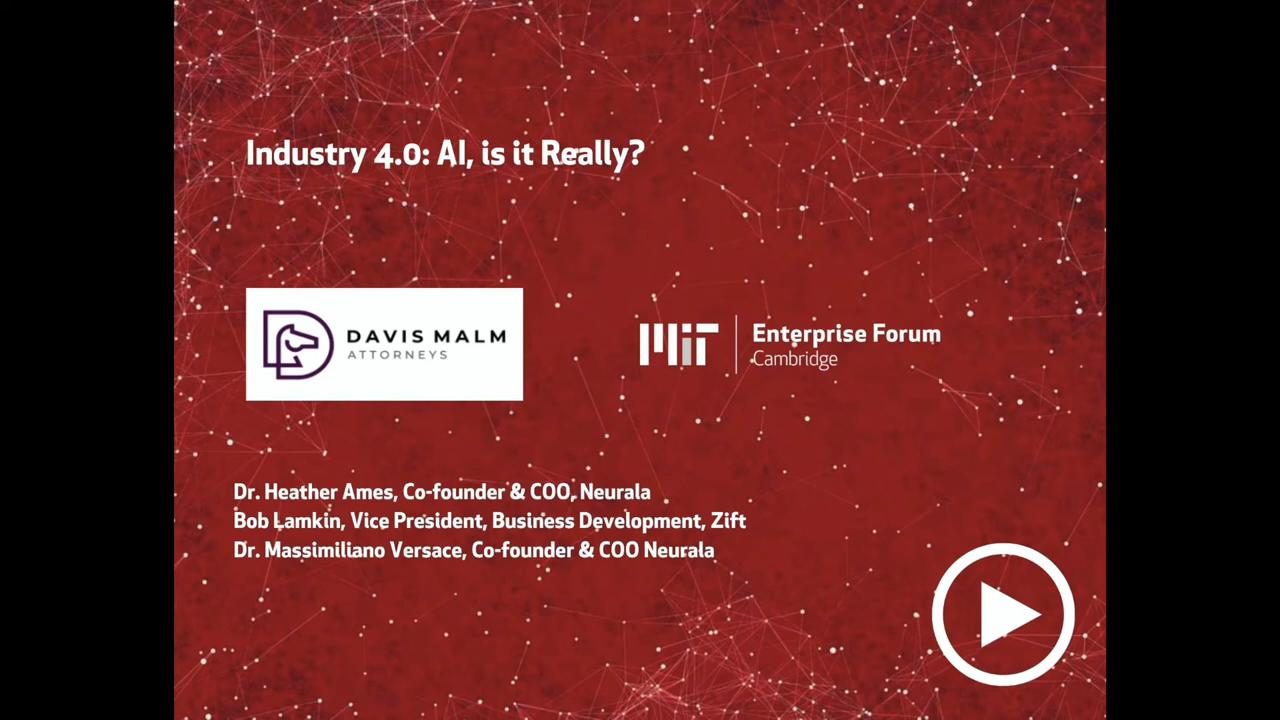 Industry 4.0: AI, is it Really?
DAVIS MALM
ATTORNEYS
MIT
Enterprise Forum
Cambridge
Dr. Heather Ames, Co-founder & COO, Neurala
Bob Lamkin, Vice President, Business Development, Zift
Dr. Massimiliano Versace, Co-founder & COO Neurala